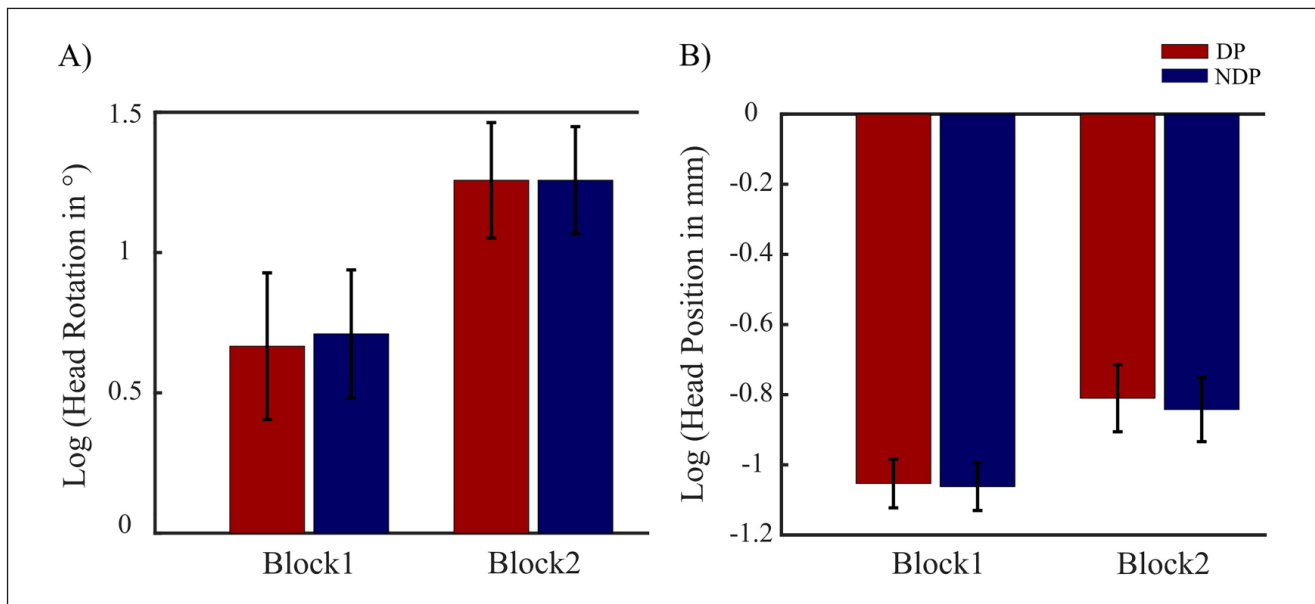 A)
Log (Head Rotation in °)
1.5
1
0.5
0
Block1
Block2
B)
DP
NDP
Log (Head Position in mm)
0
-0.2
-0.4
-0.6
-0.8
-1
-1.2
Block1
Block2